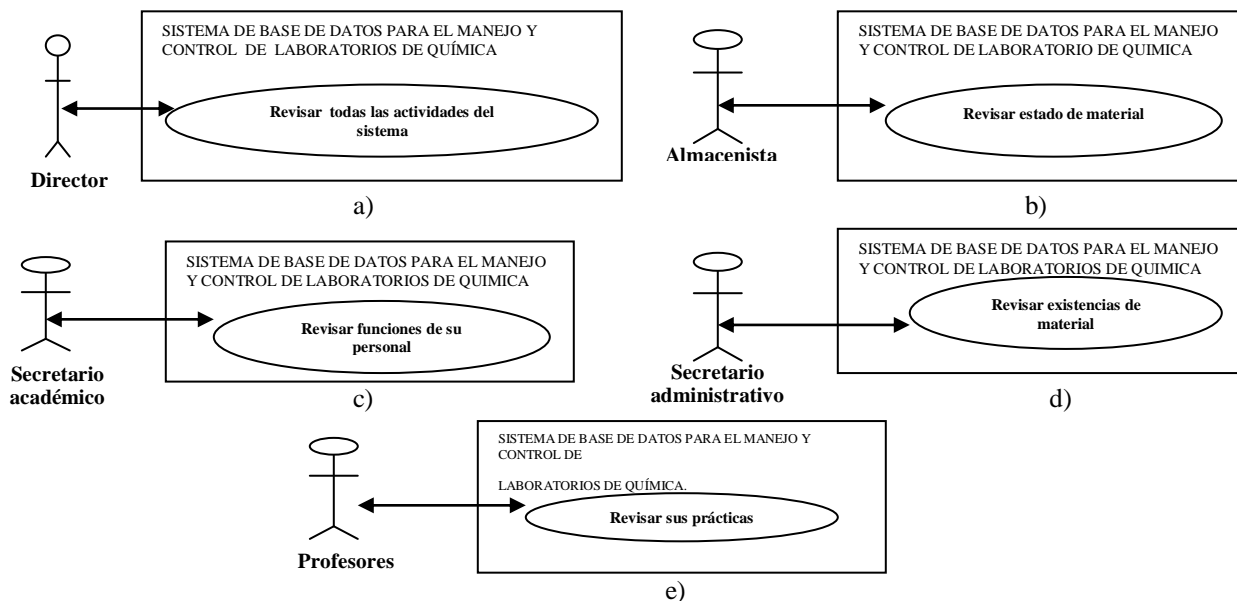 SISTEMA DE BASE DE DATOS PARA EL MANEJO Y
CONTROL DE LABORATORIOS DE QUÍMICA
Revisar todas las actividades del
sistema
Director
a)
SISTEMA DE BASE DE DATOS PARA EL MANEJO
Y CONTROL DE LABORATORIO DE QUIMICA
Revisar estado de material
Almacenista
b)
SISTEMA DE BASE DE DATOS PARA EL MANEJO
Y CONTROL DE LABORATORIOS DE QUIMICA
Revisar funciones de su
personal
Secretario
académico
c)
SISTEMA DE BASE DE DATOS PARA EL MANEJO
Y CONTROL DE LABORATORIOS DE QUIMICA
Revisar existencias de
material
Secretario
administrativo
d)
SISTEMA DE BASE DE DATOS PARA EL MANEJO Y
CONTROL DE
LABORATORIOS DE QUÍMICA.
Revisar sus prácticas
Profesores
e)